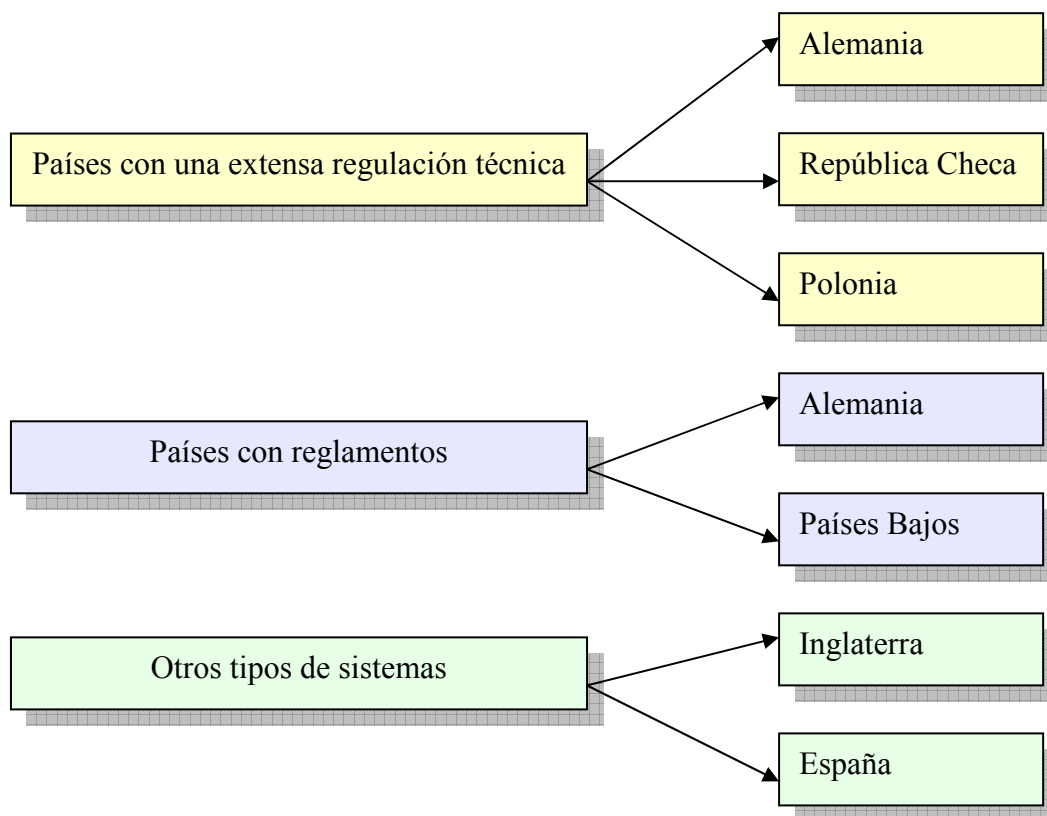 Países con una extensa regulación técnica
Alemania
República Checa
Polonia
Países con reglamentos
Alemania
Países Bajos
Otros tipos de sistemas
Inglaterra
España